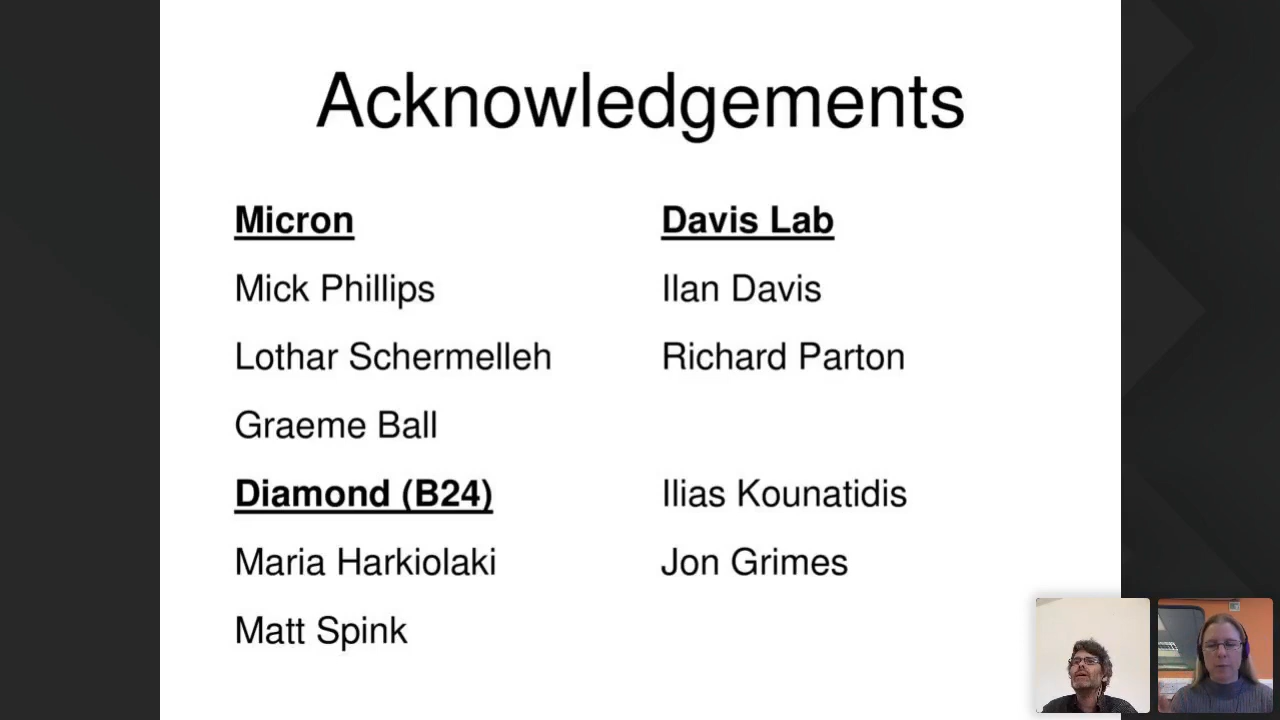 Acknowledgements
Micron
Mick Phillips
Lothar Schermelleh
Graeme Ball
Diamond (B24)
Maria Harkiolaki
Matt Spink
Davis Lab
Ilan Davis
Richard Parton
Ilias Kounatidis
Jon Grimes